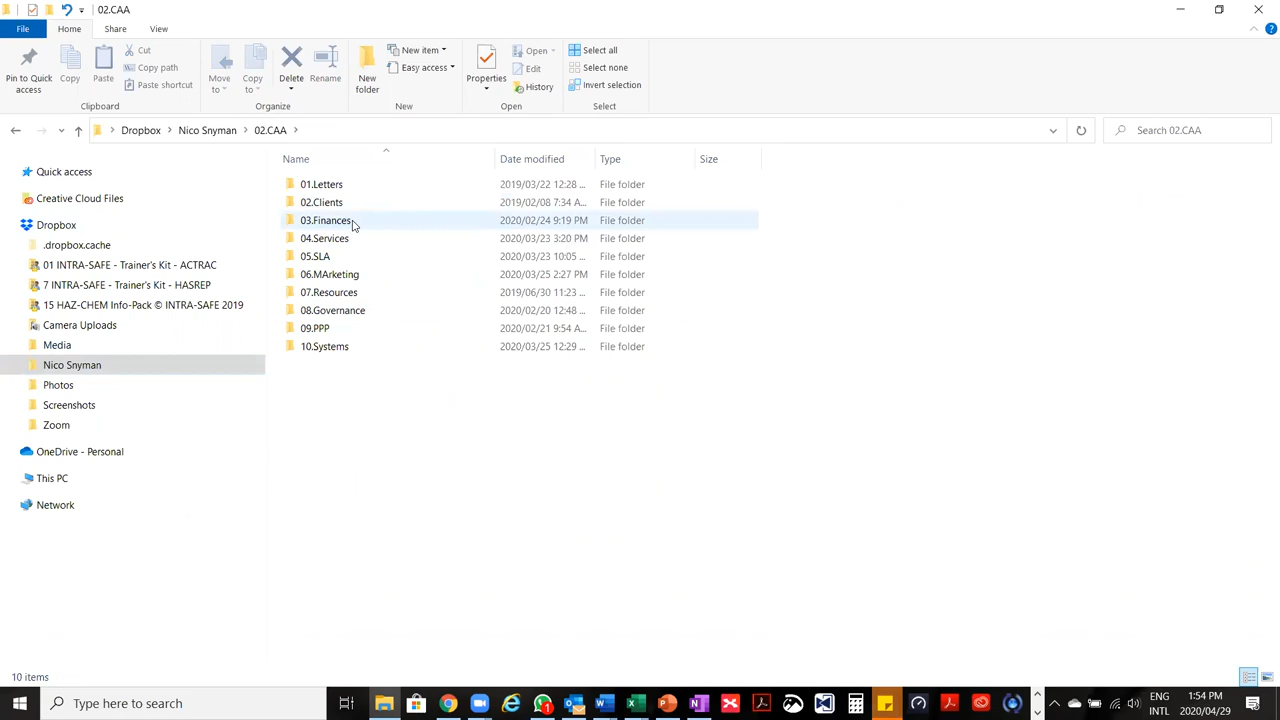 02.CAA
File Home Share View
Pin to Quick access
Copy
Paste
Cut
Copy path
Paste shortcut
Clipboard
Move to
Copy to
Delete
Rename
Organize
New folder
New item
Easy access
New
Properties
Open
Edit
History
Open
Select all
Select none
Invert selection
Select
Dropbox Nico Snyman 02.CAA
Search 02.CAA
Quick access
Creative Cloud Files
Dropbox
.dropbox.cache
01 INTRA-SAFE - Trainer's Kit - ACTRAC
7 INTRA-SAFE - Trainer's Kit - HASREP
15 HAZ-CHEM Info-Pack © INTRA-SAFE 2019
Camera Uploads
Media
Nico Snyman
Photos
Screenshots
Zoom
OneDrive - Personal
This PC
Network
Name Date modified Type Size
01.Letters 2019/03/22 12:28 ... File folder
02.Clients 2019/02/08 7:34 A... File folder
03.Finances 2020/02/24 9:19 PM File folder
04.Services 2020/03/23 3:20 PM File folder
05.SLA 2020/03/23 10:05 ... File folder
06.MArketing 2020/03/25 2:27 PM File folder
07.Resources 2019/06/30 11:23 ... File folder
08.Governance 2020/02/20 12:48 ... File folder
09.PPP 2020/02/21 9:54 A... File folder
10.Systems 2020/03/25 12:29 ... File folder
10 items
Type here to search
1
ENG
INTL
1:54 PM
2020/04/29